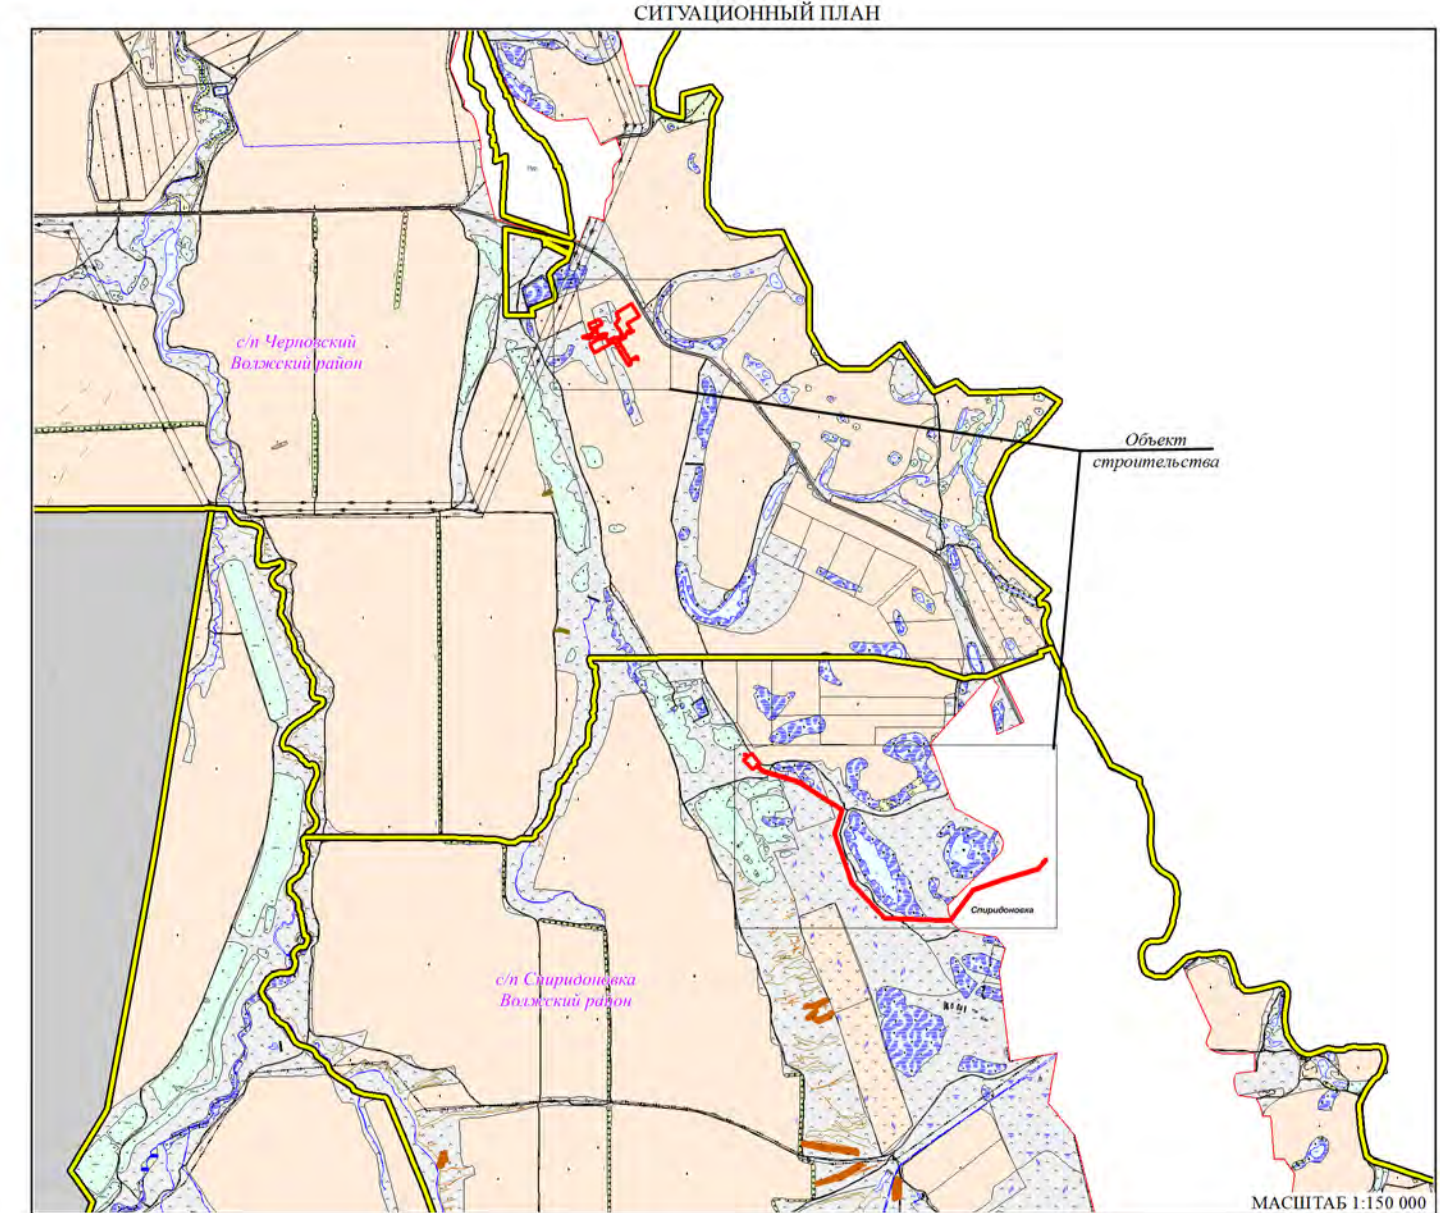 СИТУАЦИОННЫЙ ПЛАН
с/п Черновский
Волжский район
Объект
строительства
Спиридоновка
с/п Спиридоновка
Волжский район
МАСШТАБ 1:150 000